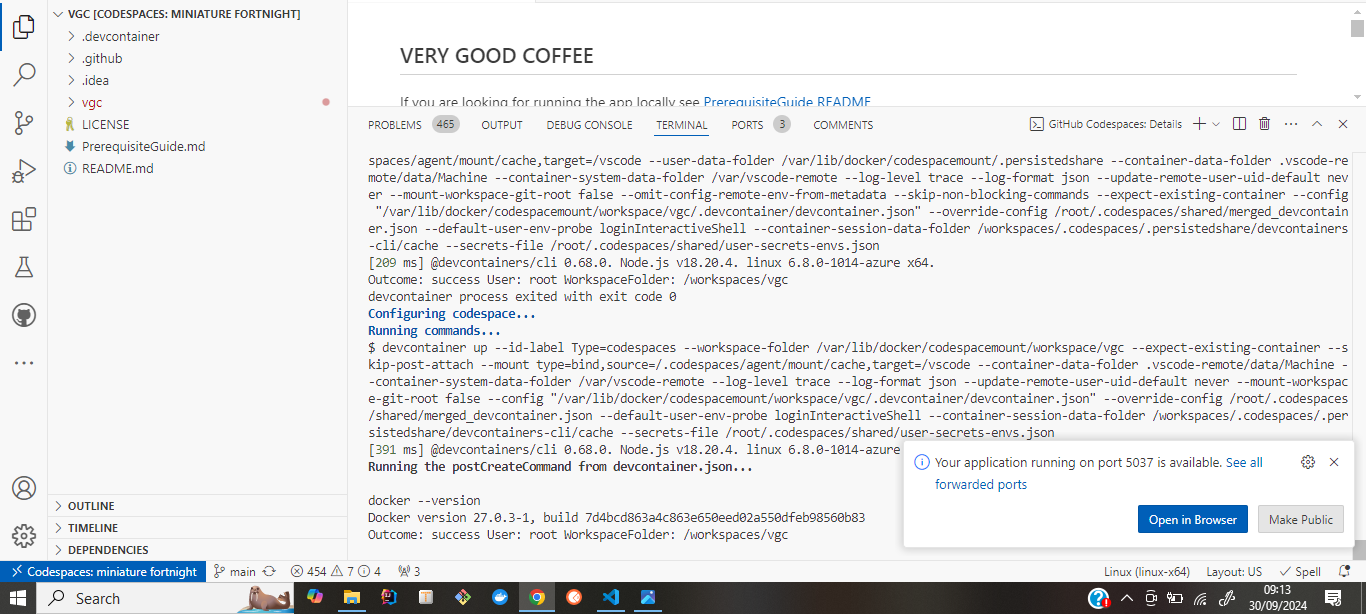 VGC [CODESPACES: MINIATURE FORTNIGHT]
.devcontainer
.github
.idea
vgc
LICENSE
PrerequisiteGuide.md
README.md
OUTLINE
TIMELINE
DEPENDENCIES
VERY GOOD COFFEE
If you are looking for running the app locally see PrerequisiteGuide README
PROBLEMS 465 OUTPUT DEBUG CONSOLE TERMINAL PORTS 3 COMMENTS GitHub Codespaces: Details
spaces/agent/mount/cache,target=/vscode --user-data-folder /var/lib/docker/codespacemount/.persistedshare --container-data-folder .vscode-re
mote/data/Machine --container-system-data-folder /var/vscode-remote --log-level trace --log-format json --update-remote-user-uid-default nev
er --mount-workspace-git-root false --omit-config-remote-env-from-metadata --skip-non-blocking-commands --expect-existing-container --config
"/var/lib/docker/codespacemount/workspace/vgc/.devcontainer/devcontainer.json" --override-config /root/.codespaces/shared/merged_devcontain
er.json --default-user-env-probe loginInteractiveShell --container-session-data-folder /workspaces/.codespaces/.persistedshare/devcontainers
-cli/cache --secrets-file /root/.codespaces/shared/user-secrets-envs.json
[209 ms] @devcontainers/cli 0.68.0. Node.js v18.20.4. linux 6.8.0-1014-azure x64.
Outcome: success User: root WorkspaceFolder: /workspaces/vgc
devcontainer process exited with exit code 0
Configuring codespace...
Running commands...
$ devcontainer up --id-label Type=codespaces --workspace-folder /var/lib/docker/codespacemount/workspace/vgc --expect-existing-container --s
kip-post-attach --mount type=bind,source=/.codespaces/agent/mount/cache,target=/vscode --container-data-folder .vscode-remote/data/Machine -
-container-system-data-folder /var/vscode-remote --log-level trace --log-format json --update-remote-user-uid-default never --mount-workspac
e-git-root false --config "/var/lib/docker/codespacemount/workspace/vgc/.devcontainer/devcontainer.json" --override-config /root/.codespaces
/shared/merged_devcontainer.json --default-user-env-probe loginInteractiveShell --container-session-data-folder /workspaces/.codespaces/.per
sistedshare/devcontainers-cli/cache --secrets-file /root/.codespaces/shared/user-secrets-envs.json
[391 ms] @devcontainers/cli 0.68.0. Node.js v18.20.4. linux 6.8.0-1014-azure
Running the postCreateCommand from devcontainer.json...
docker --version
Docker version 27.0.3-1, build 7d4bcd863a4c863e650eed02a550dfeb98560b83
Outcome: success User: root WorkspaceFolder: /workspaces/vgc
Your application running on port 5037 is available. See all
forwarded ports
Open in Browser Make Public
Codespaces: miniature fortnight main 454 7 4 3 Linux (linux-x64) Layout: US Spell
Search 09:13
30/09/2024